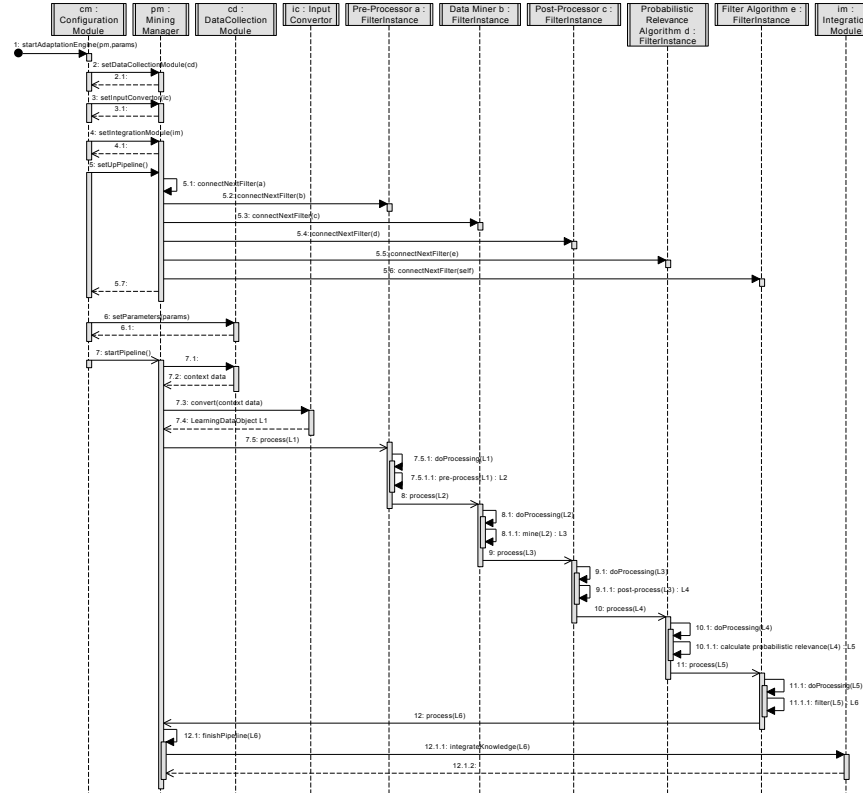 cm :
Configuration
Module
pm :
Mining
Manager
cd :
DataCollection
Module
ic : Input
Convertor
Pre-Processor a :
FilterInstance
Data Miner b :
FilterInstance
Post-Processor c :
FilterInstance
Probabilistic
Relevance
Algorithm d :
FilterInstance
Filter Algorithm e :
FilterInstance
im :
Integratio
Module
1: startAdaptationEngine(pm,params)
2: setDataCollectionModule(cd)
2.1:
3: setInputConvertor(ic)
3.1:
4: setIntegrationModule(im)
4.1:
5: setUpPipeline()
5.1: connectNextFilter(a)
5.2: connectNextFilter(b)
5.3: connectNextFilter(c)
5.4: connectNextFilter(d)
5.5: connectNextFilter(e)
5.6: connectNextFilter(self)
5.7:
6: setParameters(params)
6.1:
7: startPipeline()
7.1:
7.2: context data
7.3: convert(context data)
7.4: LearningDataObject L1
7.5: process(L1)
7.5.1: doProcessing(L1)
7.5.1.1: pre-process(L1) : L2
8: process(L2)
8.1: doProcessing(L2)
8.1.1: mine(L2) : L3
9: process(L3)
9.1: doProcessing(L3)
9.1.1: post-process(L3) : L4
10: process(L4)
10.1: doProcessing(L4)
10.1.1: calculate probabilistic relevance(L4) : L5
11: process(L5)
11.1: doProcessing(L5)
11.1.1: filter(L5) : L6
12: process(L6)
12.1: finishPipeline(L6)
12.1.1: integrateKnowledge(L6)
12.1.2: